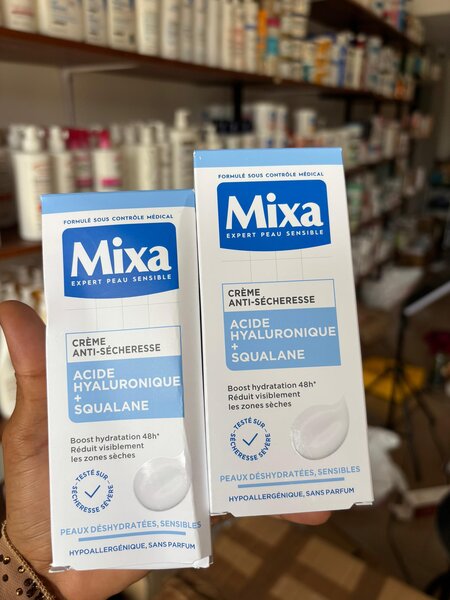 FORMULÉ SOUS CONTRÔLE MÉDICAL
Mixa
EXPERT PEAU SENSIBLE
CRÈME
ANTI-SÉCHERESSE
ACIDE
HYALURONIQUE
+
SQUALANE
Boost hydratation 48h*
Réduit visiblement
les zones sèches
TESTÉ SUR
SÉCHERESSE SÉVÈRE
PEAUX DÉSHYDRATÉES, SENSIBLES
HYPOALLERGÉNIQUE, SANS PARFUM
FORMULÉ SOUS CONTRÔLE MÉDICAL
Mixa
EXPERT PEAU SENSIBLE
CRÈME
ANTI-SÉCHERESSE
ACIDE
HYALURONIQUE
+
SQUALANE
Boost hydratation 48h*
Réduit visiblement
les zones sèches
TESTÉ SUR
SÉCHERESSE SÉVÈRE
PEAUX DÉSHYDRATÉES, SENSIBLES
HYPOALLERGÉNIQUE, SANS PARFUM